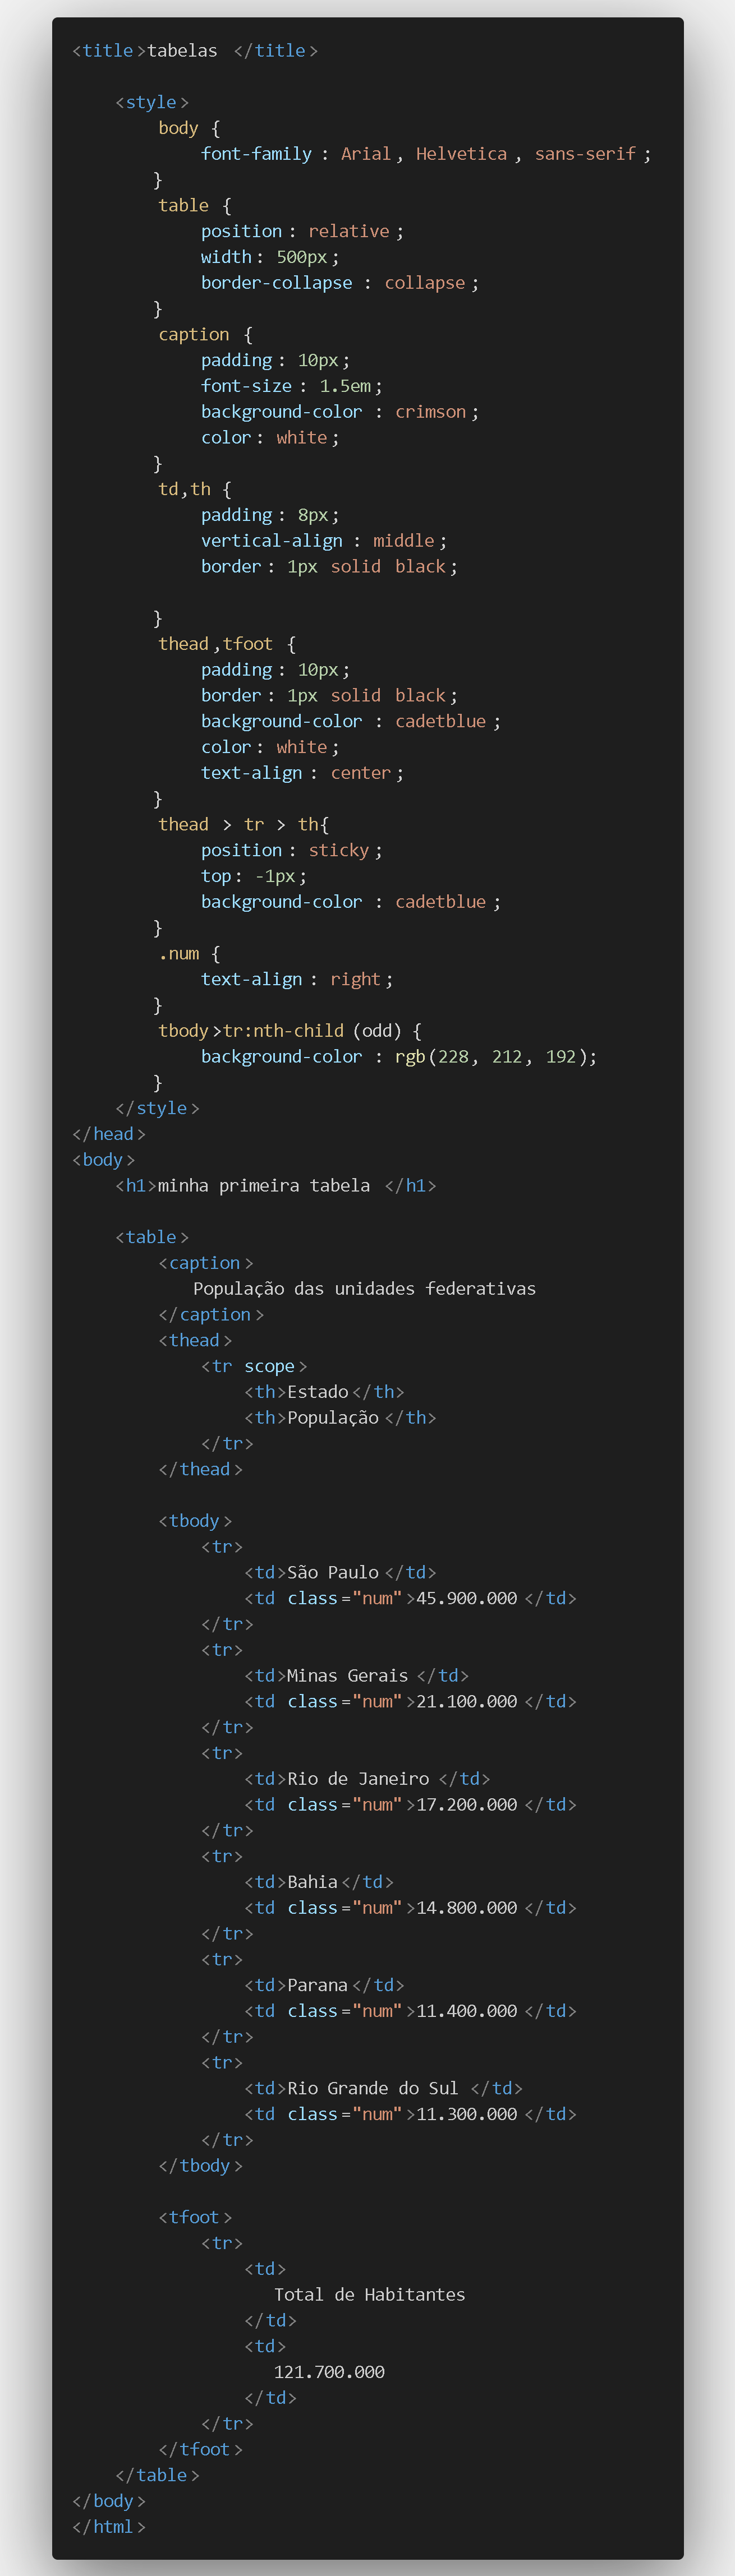 <title>tabelas </title>
<style>
body {
font-family: Arial, Helvetica, sans-serif;
}
table {
position: relative;
width: 500px;
border-collapse: collapse;
}
caption {
padding: 10px;
font-size: 1.5em;
background-color: crimson;
color: white;
}
td,th {
padding: 8px;
vertical-align: middle;
border: 1px solid black;
}
thead,tfoot {
padding: 10px;
border: 1px solid black;
background-color: cadetblue;
color: white;
text-align: center;
}
thead > tr > th{
position: sticky;
top: -1px;
background-color: cadetblue;
}
.num {
text-align: right;
}
tbody>tr:nth-child(odd) {
background-color: rgb(228, 212, 192);
}
</style>
</head>
<body>
<h1>minha primeira tabela </h1>
<table>
<caption>
População das unidades federativas
</caption>
<thead>
<tr scope>
<th>Estado</th>
<th>População</th>
</tr>
</thead>
<tbody>
<tr>
<td>São Paulo</td>
<td class="num">45.900.000</td>
</tr>
<tr>
<td>Minas Gerais</td>
<td class="num">21.100.000</td>
</tr>
<tr>
<td>Rio de Janeiro</td>
<td class="num">17.200.000</td>
</tr>
<tr>
<td>Bahia</td>
<td class="num">14.800.000</td>
</tr>
<tr>
<td>Parana</td>
<td class="num">11.400.000</td>
</tr>
<tr>
<td>Rio Grande do Sul</td>
<td class="num">11.300.000</td>
</tr>
</tbody>
<tfoot>
<tr>
<td>
Total de Habitantes
</td>
<td>
121.700.000
</td>
</tr>
</tfoot>
</table>
</body>
</html>